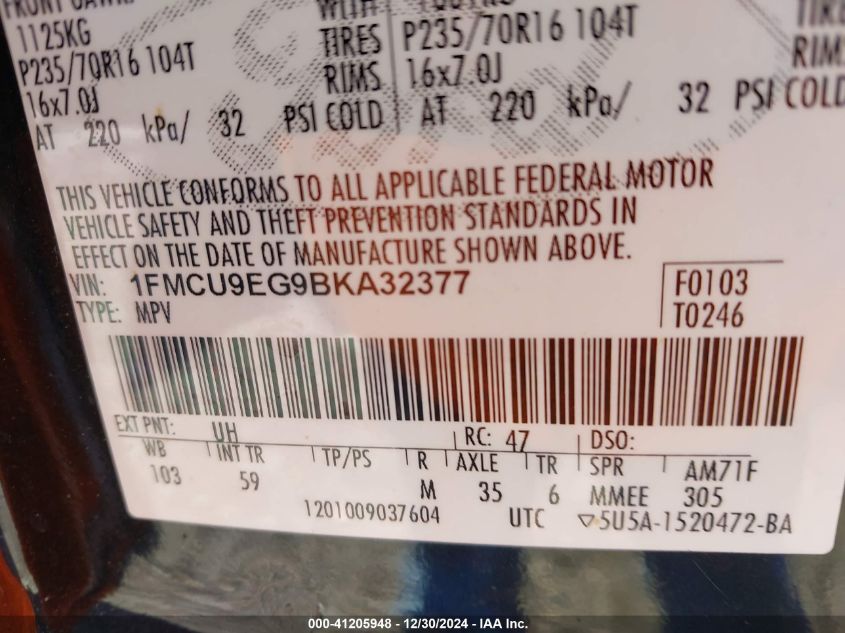 1125KG WITH
P235/70R16 104T TIRES P235/70R16 104T TIRE
16x7.0J RIMS 16x7.0J RIM
AT 220 kPa/ 32 PSI COLD AT 220 kPa/ 32 PSI COLD
THIS VEHICLE CONFORMS TO ALL APPLICABLE FEDERAL MOTOR
VEHICLE SAFETY AND THEFT PREVENTION STANDARDS IN
EFFECT ON THE DATE OF MANUFACTURE SHOWN ABOVE.
VIN: 1FMCU9EG9BKA32377 F0103
TYPE: MPV T0246
EXT PNT: UH RC: 47 DSO:
WB INT TR TP/PS R AXLE TR SPR AM71F
103 59 M 35 6 MMEE 305
1201009037604 UTC ▽5U5A-1520472-BA
000-41205948 - 12/30/2024 - IAA Inc.